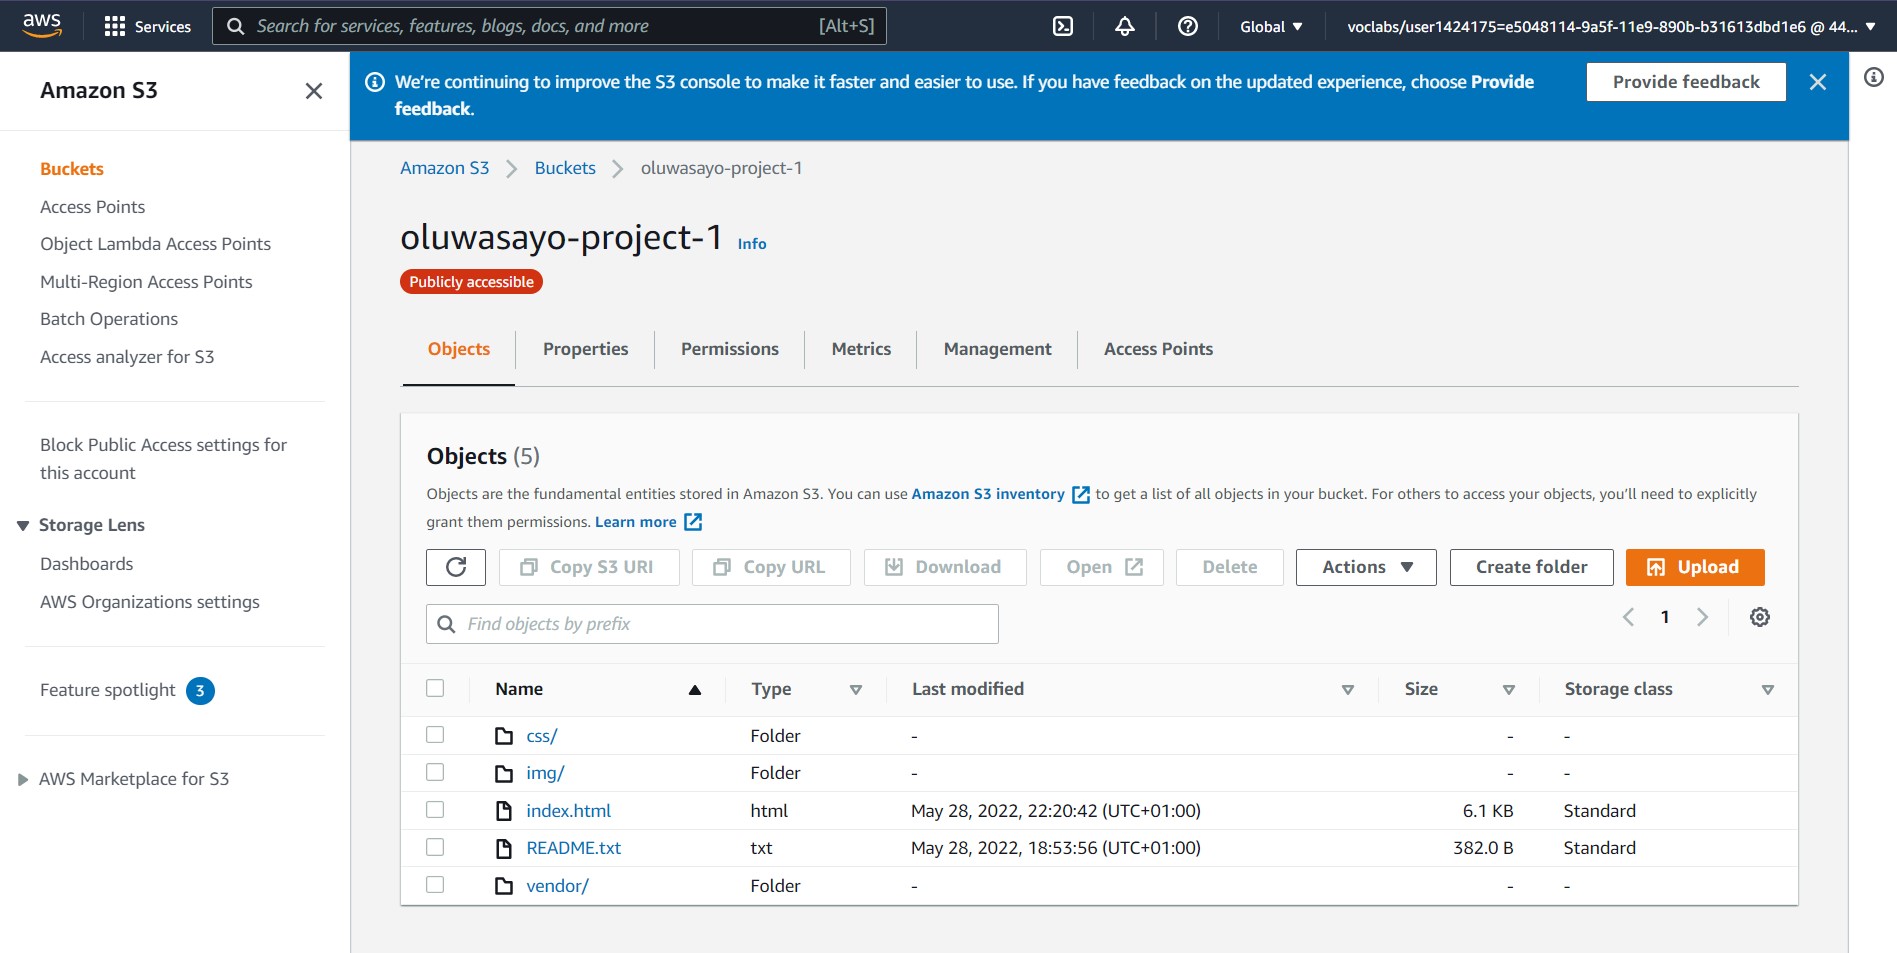 aws
Services
Search for services, features, blogs, docs, and more
[Alt+S]
Global
voclabs/user1424175=e5048114-9a5f-11e9-890b-b31613dbd1e6 @ 44...
Amazon S3
Buckets
Access Points
Object Lambda Access Points
Multi-Region Access Points
Batch Operations
Access analyzer for S3
Block Public Access settings for
this account
Storage Lens
Dashboards
AWS Organizations settings
Feature spotlight 3
AWS Marketplace for S3
We're continuing to improve the S3 console to make it faster and easier to use. If you have feedback on the updated experience, choose Provide
feedback.
Provide feedback
Amazon S3 Buckets oluwasayo-project-1
oluwasayo-project-1 Info
Publicly accessible
Objects Properties Permissions Metrics Management Access Points
Objects (5)
Objects are the fundamental entities stored in Amazon S3. You can use Amazon S3 inventory to get a list of all objects in your bucket. For others to access your objects, you'll need to explicitly
grant them permissions. Learn more
Copy S3 URI Copy URL Download Open Delete Actions Create folder Upload
Find objects by prefix
1
Name Type Last modified Size Storage class
css/ Folder - - -
img/ Folder - - -
index.html html May 28, 2022, 22:20:42 (UTC+01:00) 6.1 KB Standard
README.txt txt May 28, 2022, 18:53:56 (UTC+01:00) 382.0 B Standard
vendor/ Folder - - -